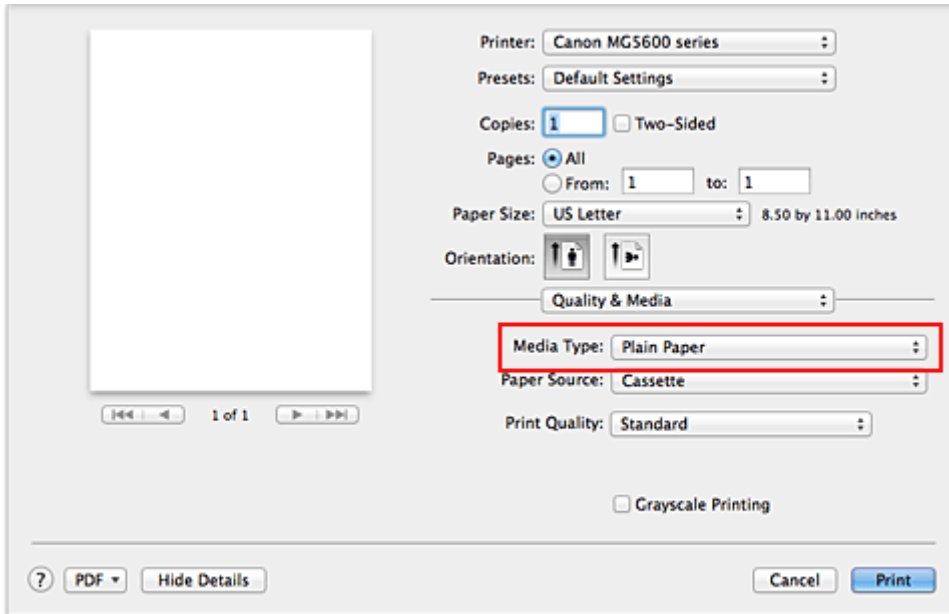 Printer: Canon MG5600 series
Presets: Default Settings
Copies: 1 Two-Sided
Pages: All
From: 1 to: 1
Paper Size: US Letter 8.50 by 11.00 inches
Orientation:
Quality & Media
Media Type: Plain Paper
Paper Source: Cassette
1 of 1
Print Quality: Standard
Grayscale Printing
? PDF Hide Details Cancel Print